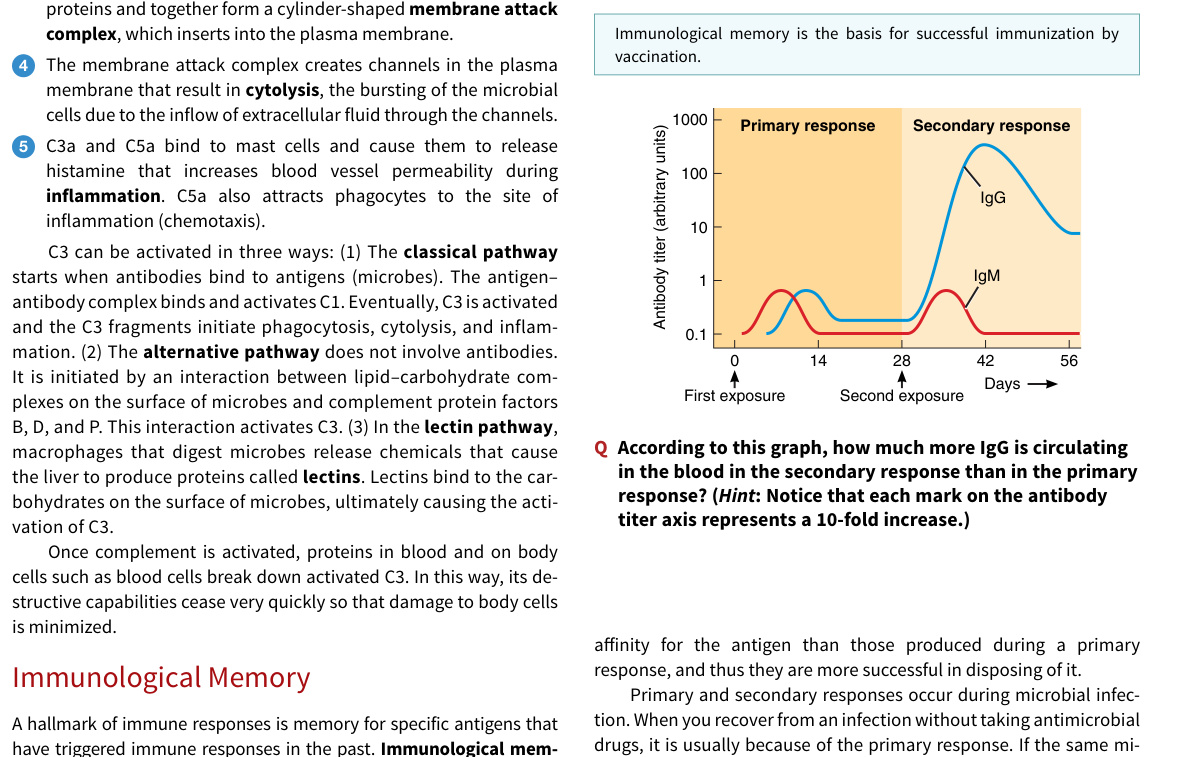 proteins and together form a cylinder-shaped membrane attack
complex, which inserts into the plasma membrane.
4 The membrane attack complex creates channels in the plasma
membrane that result in cytolysis, the bursting of the microbial
cells due to the inflow of extracellular fluid through the channels.
5 C3a and C5a bind to mast cells and cause them to release
histamine that increases blood vessel permeability during
inflammation. C5a also attracts phagocytes to the site of
inflammation (chemotaxis).
C3 can be activated in three ways: (1) The classical pathway
starts when antibodies bind to antigens (microbes). The antigen–
antibody complex binds and activates C1. Eventually, C3 is activated
and the C3 fragments initiate phagocytosis, cytolysis, and inflam-
mation. (2) The alternative pathway does not involve antibodies.
It is initiated by an interaction between lipid–carbohydrate com-
plexes on the surface of microbes and complement protein factors
B, D, and P. This interaction activates C3. (3) In the lectin pathway,
macrophages that digest microbes release chemicals that cause
the liver to produce proteins called lectins. Lectins bind to the car-
bohydrates on the surface of microbes, ultimately causing the acti-
vation of C3.
Once complement is activated, proteins in blood and on body
cells such as blood cells break down activated C3. In this way, its de-
structive capabilities cease very quickly so that damage to body cells
is minimized.
Immunological Memory
A hallmark of immune responses is memory for specific antigens that
have triggered immune responses in the past. Immunological mem-
Immunological memory is the basis for successful immunization by
vaccination.
Primary response
Secondary response
Antibody titer (arbitrary units)
1000
100
10
1
0.1
IgG
IgM
0 14 28 42 56
First exposure
Second exposure
Days
Q According to this graph, how much more IgG is circulating
in the blood in the secondary response than in the primary
response? (Hint: Notice that each mark on the antibody
titer axis represents a 10-fold increase.)
affinity for the antigen than those produced during a primary
response, and thus they are more successful in disposing of it.
Primary and secondary responses occur during microbial infec-
tion. When you recover from an infection without taking antimicrobial
drugs, it is usually because of the primary response. If the same mi-